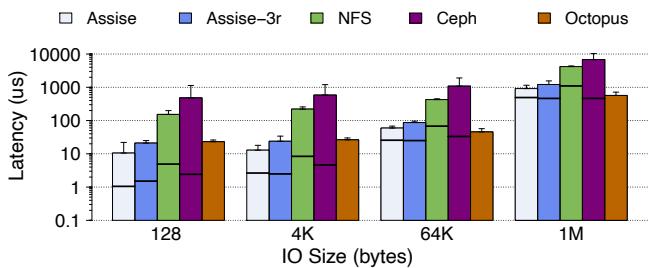 Assise Assise-3r NFS Ceph Octopus
Latency (us)
10000
1000
100
10
1
0.1
128 4K 64K 1M
IO Size (bytes)